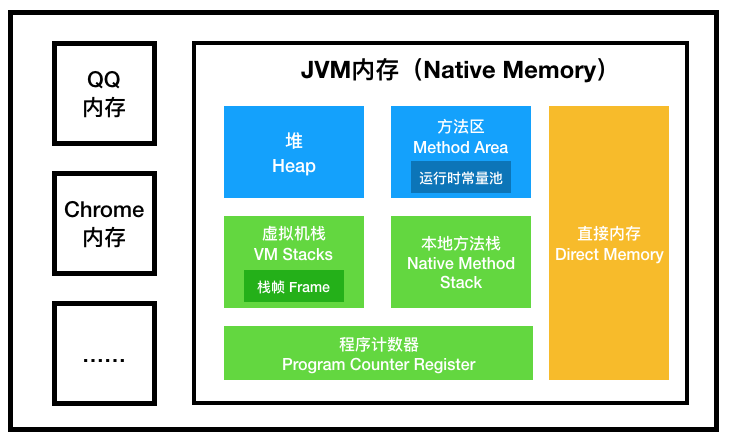 QQ
内存
Chrome
内存
······
JVM内存（Native Memory）
堆
Heap
方法区
Method Area
运行时常量池
虚拟机栈
VM Stacks
栈帧 Frame
本地方法栈
Native Method
Stack
程序计数器
Program Counter Register
直接内存
Direct Memory